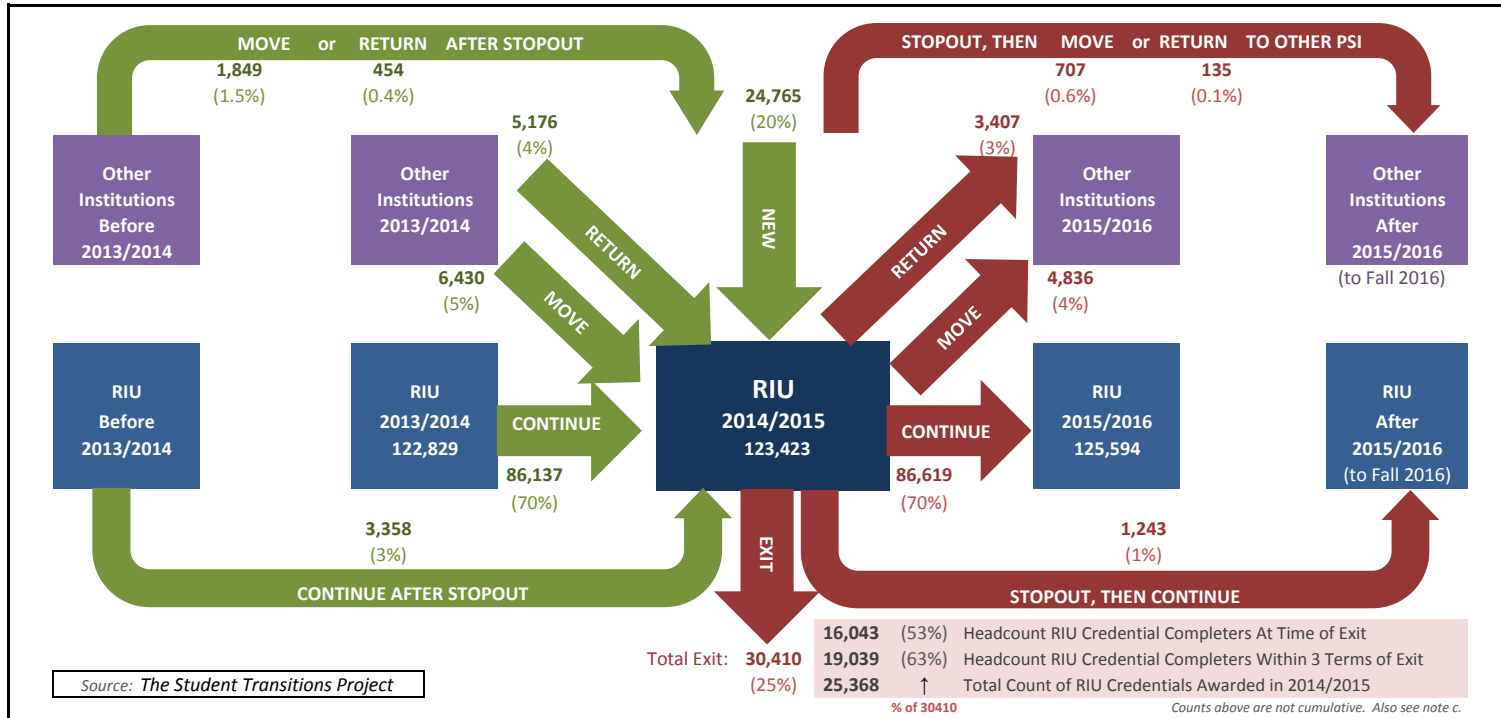 MOVE or RETURN AFTER STOPOUT
1,849 454
(1.5%) (0.4%)
STOPOUT, THEN MOVE or RETURN TO OTHER PSI
707 135
(0.6%) (0.1%)
24,765
(20%)
5,176
(4%)
3,407
(3%)
Other
Institutions
Before
2013/2014
Other
Institutions
2013/2014
RETURN
NEW
RETURN
Other
Institutions
2015/2016
Other
Institutions
After
2015/2016
(to Fall 2016)
6,430
(5%)
MOVE
MOVE
4,836
(4%)
RIU
Before
2013/2014
RIU
2013/2014
122,829
CONTINUE
86,137
(70%)
RIU
2014/2015
123,423
CONTINUE
86,619
(70%)
RIU
2015/2016
125,594
RIU
After
2015/2016
(to Fall 2016)
3,358
(3%)
CONTINUE AFTER STOPOUT
EXIT
1,243
(1%)
STOPOUT, THEN CONTINUE
Total Exit: 30,410
(25%)
16,043 (53%) Headcount RIU Credential Completers At Time of Exit
19,039 (63%) Headcount RIU Credential Completers Within 3 Terms of Exit
25,368 ↑ Total Count of RIU Credentials Awarded in 2014/2015
% of 30410
Counts above are not cumulative. Also see note c.
Source: The Student Transitions Project